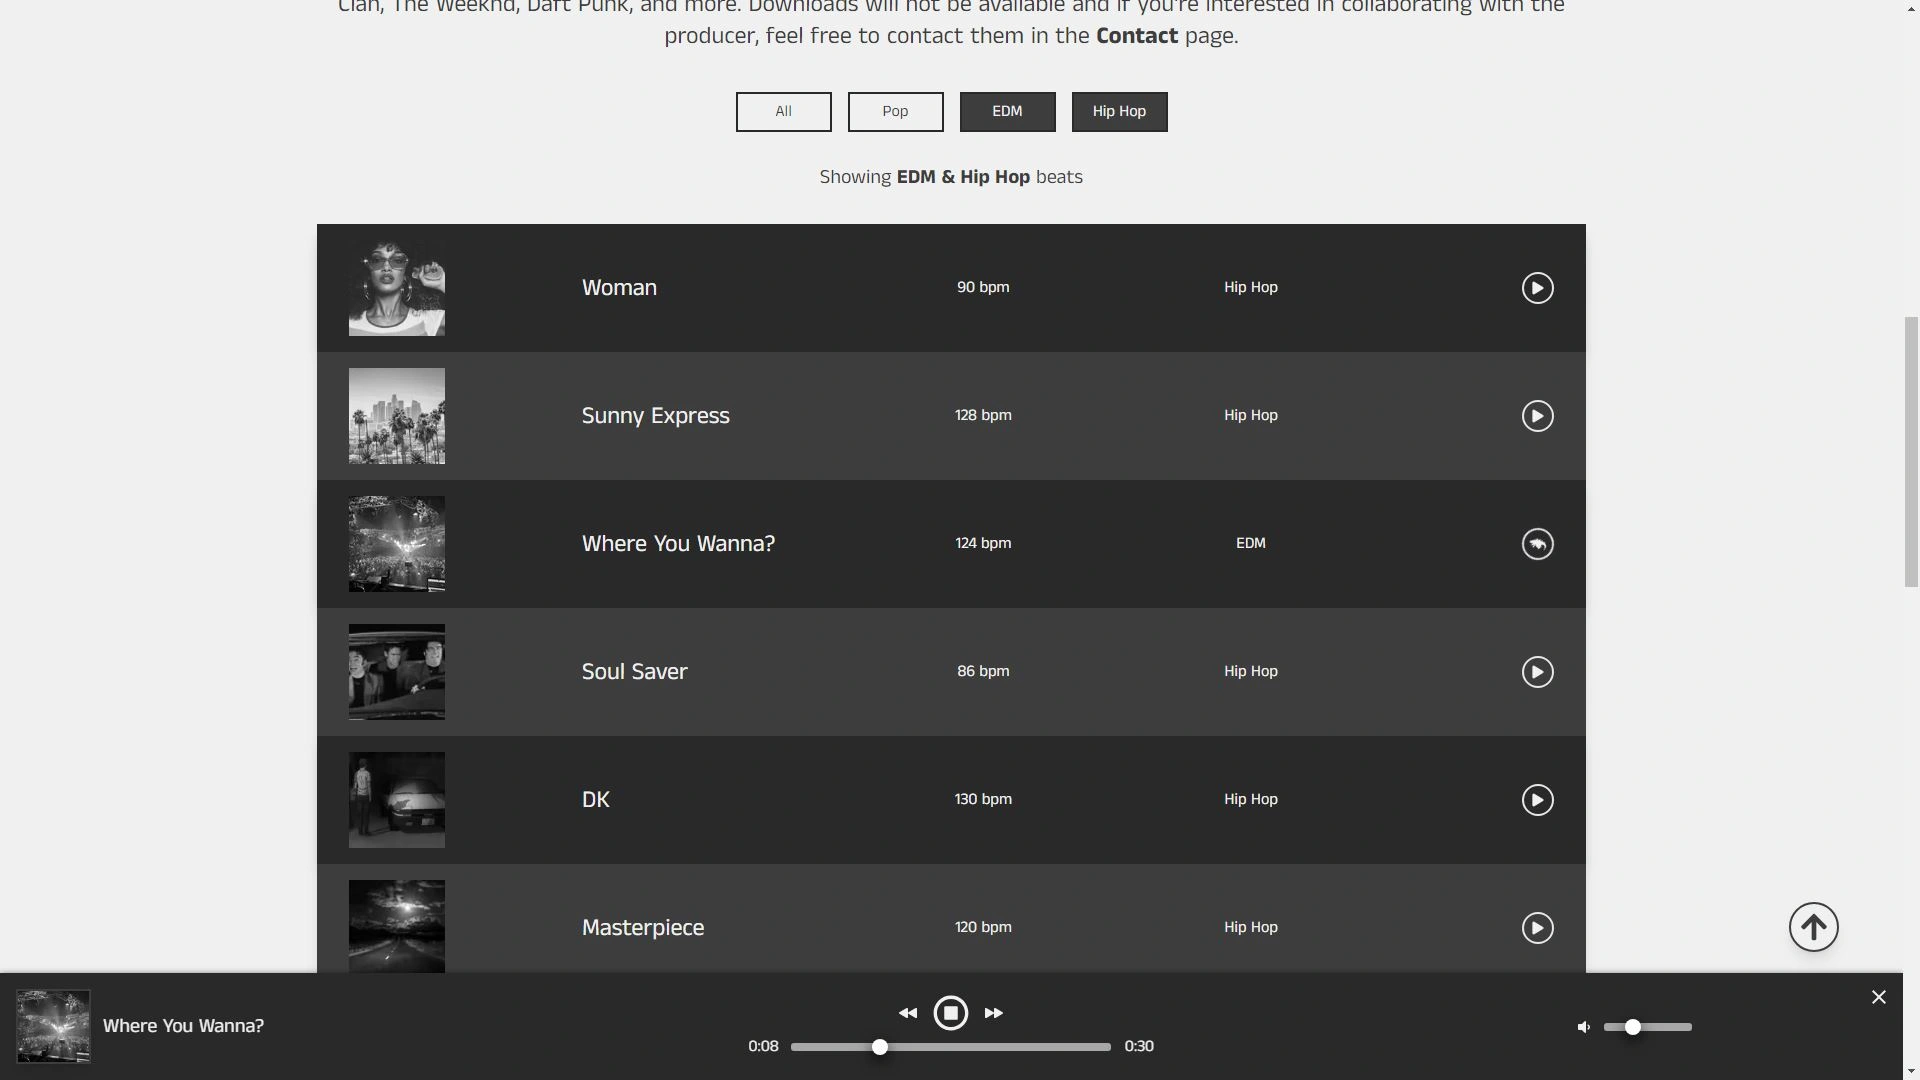 Clan, The Weeknd, Daft Punk, and more. Downloads will not be available and if you're interested in collaborating with the
producer, feel free to contact them in the Contact page.
All Pop EDM Hip Hop
Showing EDM & Hip Hop beats
Woman 90 bpm Hip Hop
Sunny Express 128 bpm Hip Hop
Where You Wanna? 124 bpm EDM
Soul Saver 86 bpm Hip Hop
DK 130 bpm Hip Hop
Masterpiece 120 bpm Hip Hop
Where You Wanna?
0:08 0:30